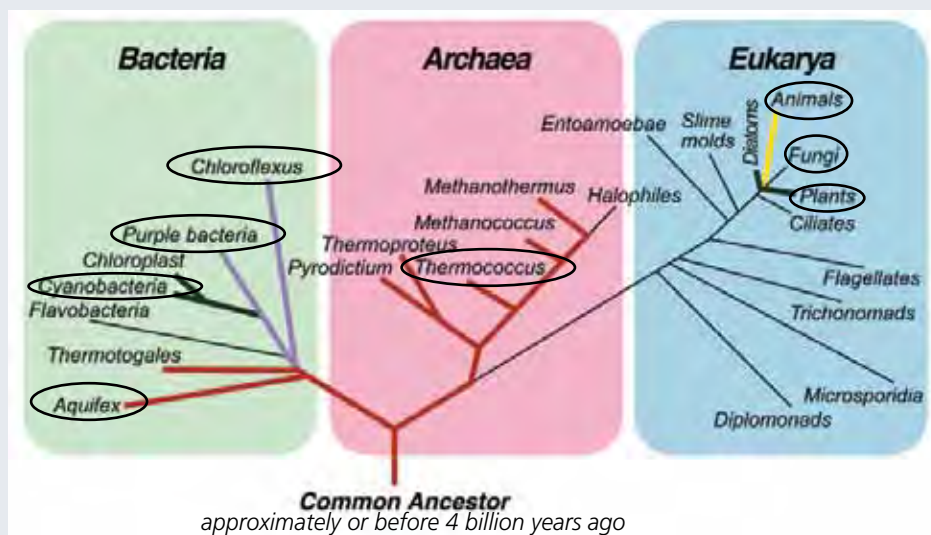 Bacteria
Archaea
Eukarya
Chloroflexus
Purple bacteria
Chloroplast
Cyanobacteria
Flavobacteria
Thermotogales
Aquifex
Methanothermus
Halophiles
Methanococcus
Thermoproteus
Pyrodictium
Thermococcus
Entoamoebae
Slime
molds
Diatoms
Animals
Fungi
Plants
Ciliates
Flagellates
Trichonomads
Microsporidia
Diplomonads
Common Ancestor
approximately or before 4 billion years ago